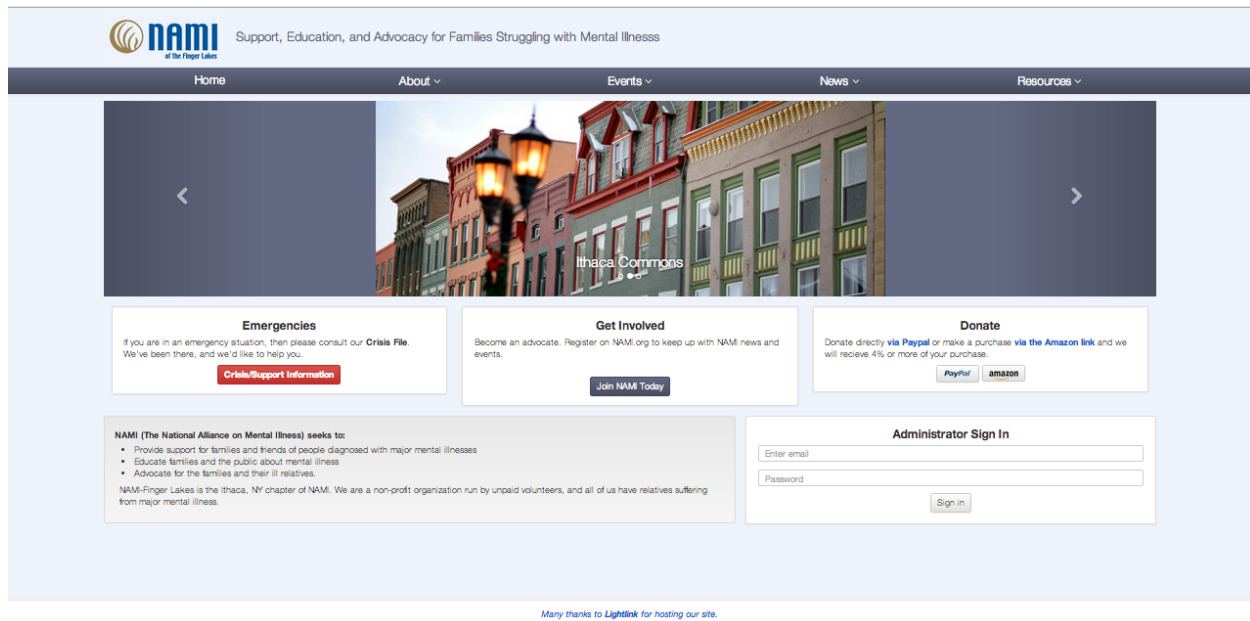 nami
of the Finger Lakes
Support, Education, and Advocacy for Families Struggling with Mental Illnesss
Home About Events News Resources
Ithaca Commons
Emergencies
If you are in an emergency situation, then please consult our Crisis File.
We've been there, and we'd like to help you.
Crisis/Support Information
Get Involved
Become an advocate. Register on NAMI.org to keep up with NAMI news and
events.
Join NAMI Today
Donate
Donate directly via Paypal or make a purchase via the Amazon link and we
will recieve 4% or more of your purchase.
PayPal amazon
NAMI (The National Alliance on Mental Illness) seeks to:
• Provide support for families and friends of people diagnosed with major mental illnesses
• Educate families and the public about mental illness
• Advocate for the families and their ill relatives.
NAMI-Finger Lakes is the Ithaca, NY chapter of NAMI. We are a non-profit organization run by unpaid volunteers, and all of us have relatives suffering
from major mental illness.
Administrator Sign In
Enter email
Password
Sign in
Many thanks to Lightlink for hosting our site.